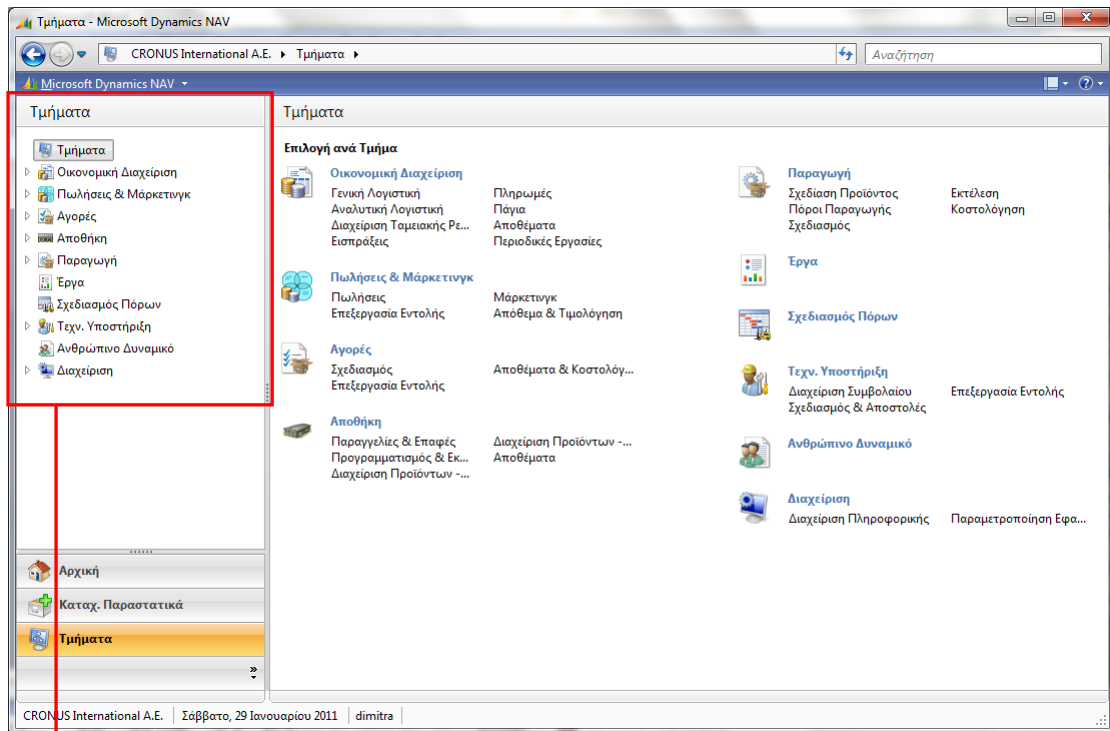 Τμήματα - Microsoft Dynamics NAV
CRONUS International A.E. Τμήματα
Αναζήτηση
Microsoft Dynamics NAV
Τμήματα
Τμήματα
Οικονομική Διαχείριση
Πωλήσεις & Μάρκετινγκ
Αγορές
Αποθήκη
Παραγωγή
Έργα
Σχεδιασμός Πόρων
Τεχν. Υποστήριξη
Ανθρώπινο Δυναμικό
Διαχείριση
Αρχική
Καταχ. Παραστατικά
Τμήματα
Τμήματα
Επιλογή ανά Τμήμα
Οικονομική Διαχείριση
Γενική Λογιστική Πληρωμές
Αναλυτική Λογιστική Πάγια
Διαχείριση Ταμειακής Ρε... Αποθέματα
Εισπράξεις Περιοδικές Εργασίες
Πωλήσεις & Μάρκετινγκ
Πωλήσεις Μάρκετινγκ
Επεξεργασία Εντολής Απόθεμα & Τιμολόγηση
Αγορές
Σχεδιασμός Αποθέματα & Κοστολόγ...
Επεξεργασία Εντολής
Αποθήκη
Παραγγελίες & Επαφές Διαχείριση Προϊόντων -...
Προγραμματισμός & Εκ... Αποθέματα
Διαχείριση Προϊόντων -...
Παραγωγή
Σχεδίαση Προϊόντος Εκτέλεση
Πόροι Παραγωγής Κοστολόγηση
Σχεδιασμός
Έργα
Σχεδιασμός Πόρων
Τεχν. Υποστήριξη
Διαχείριση Συμβολαίου Επεξεργασία Εντολής
Σχεδιασμός & Αποστολές
Ανθρώπινο Δυναμικό
Διαχείριση
Διαχείριση Πληροφορικής Παραμετροποίηση Εφα...
CRONUS International A.E. Σάββατο, 29 Ιανουαρίου 2011 dimitra